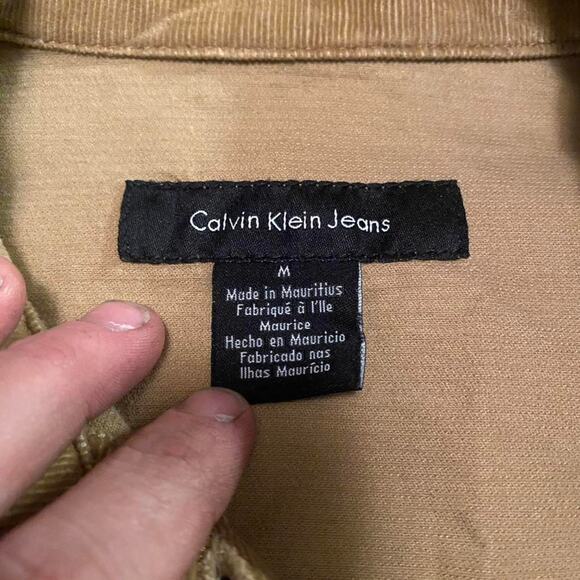 Calvin Klein Jeans
M
Made in Mauritius
Fabriqué à l'Ile
Maurice
Hecho en Mauricio
Fabricado nas
Ilhas Maurício